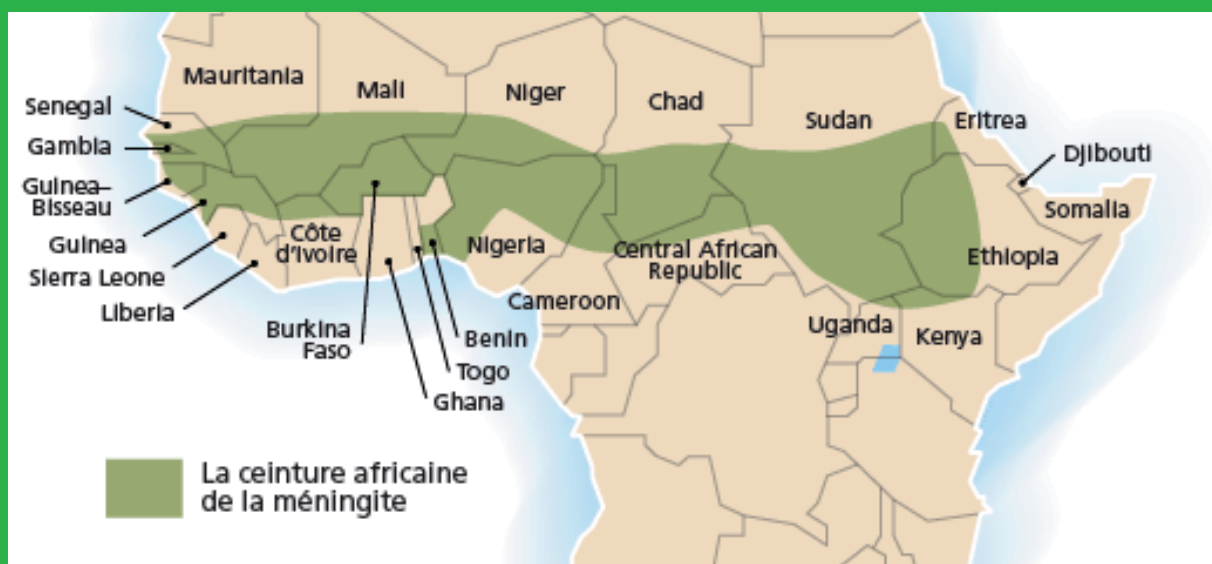 Mauritania
Mali
Niger
Chad
Sudan
Eritrea
Djibouti
Somalia
Ethiopia
Senegal
Gambia
Guinea–
Bisseau
Guinea
Sierra Leone
Liberia
Côte
d'Ivoire
Burkina
Faso
Ghana
Togo
Benin
Nigeria
Cameroon
Central African
Republic
Uganda
Kenya
La ceinture africaine
de la méningite